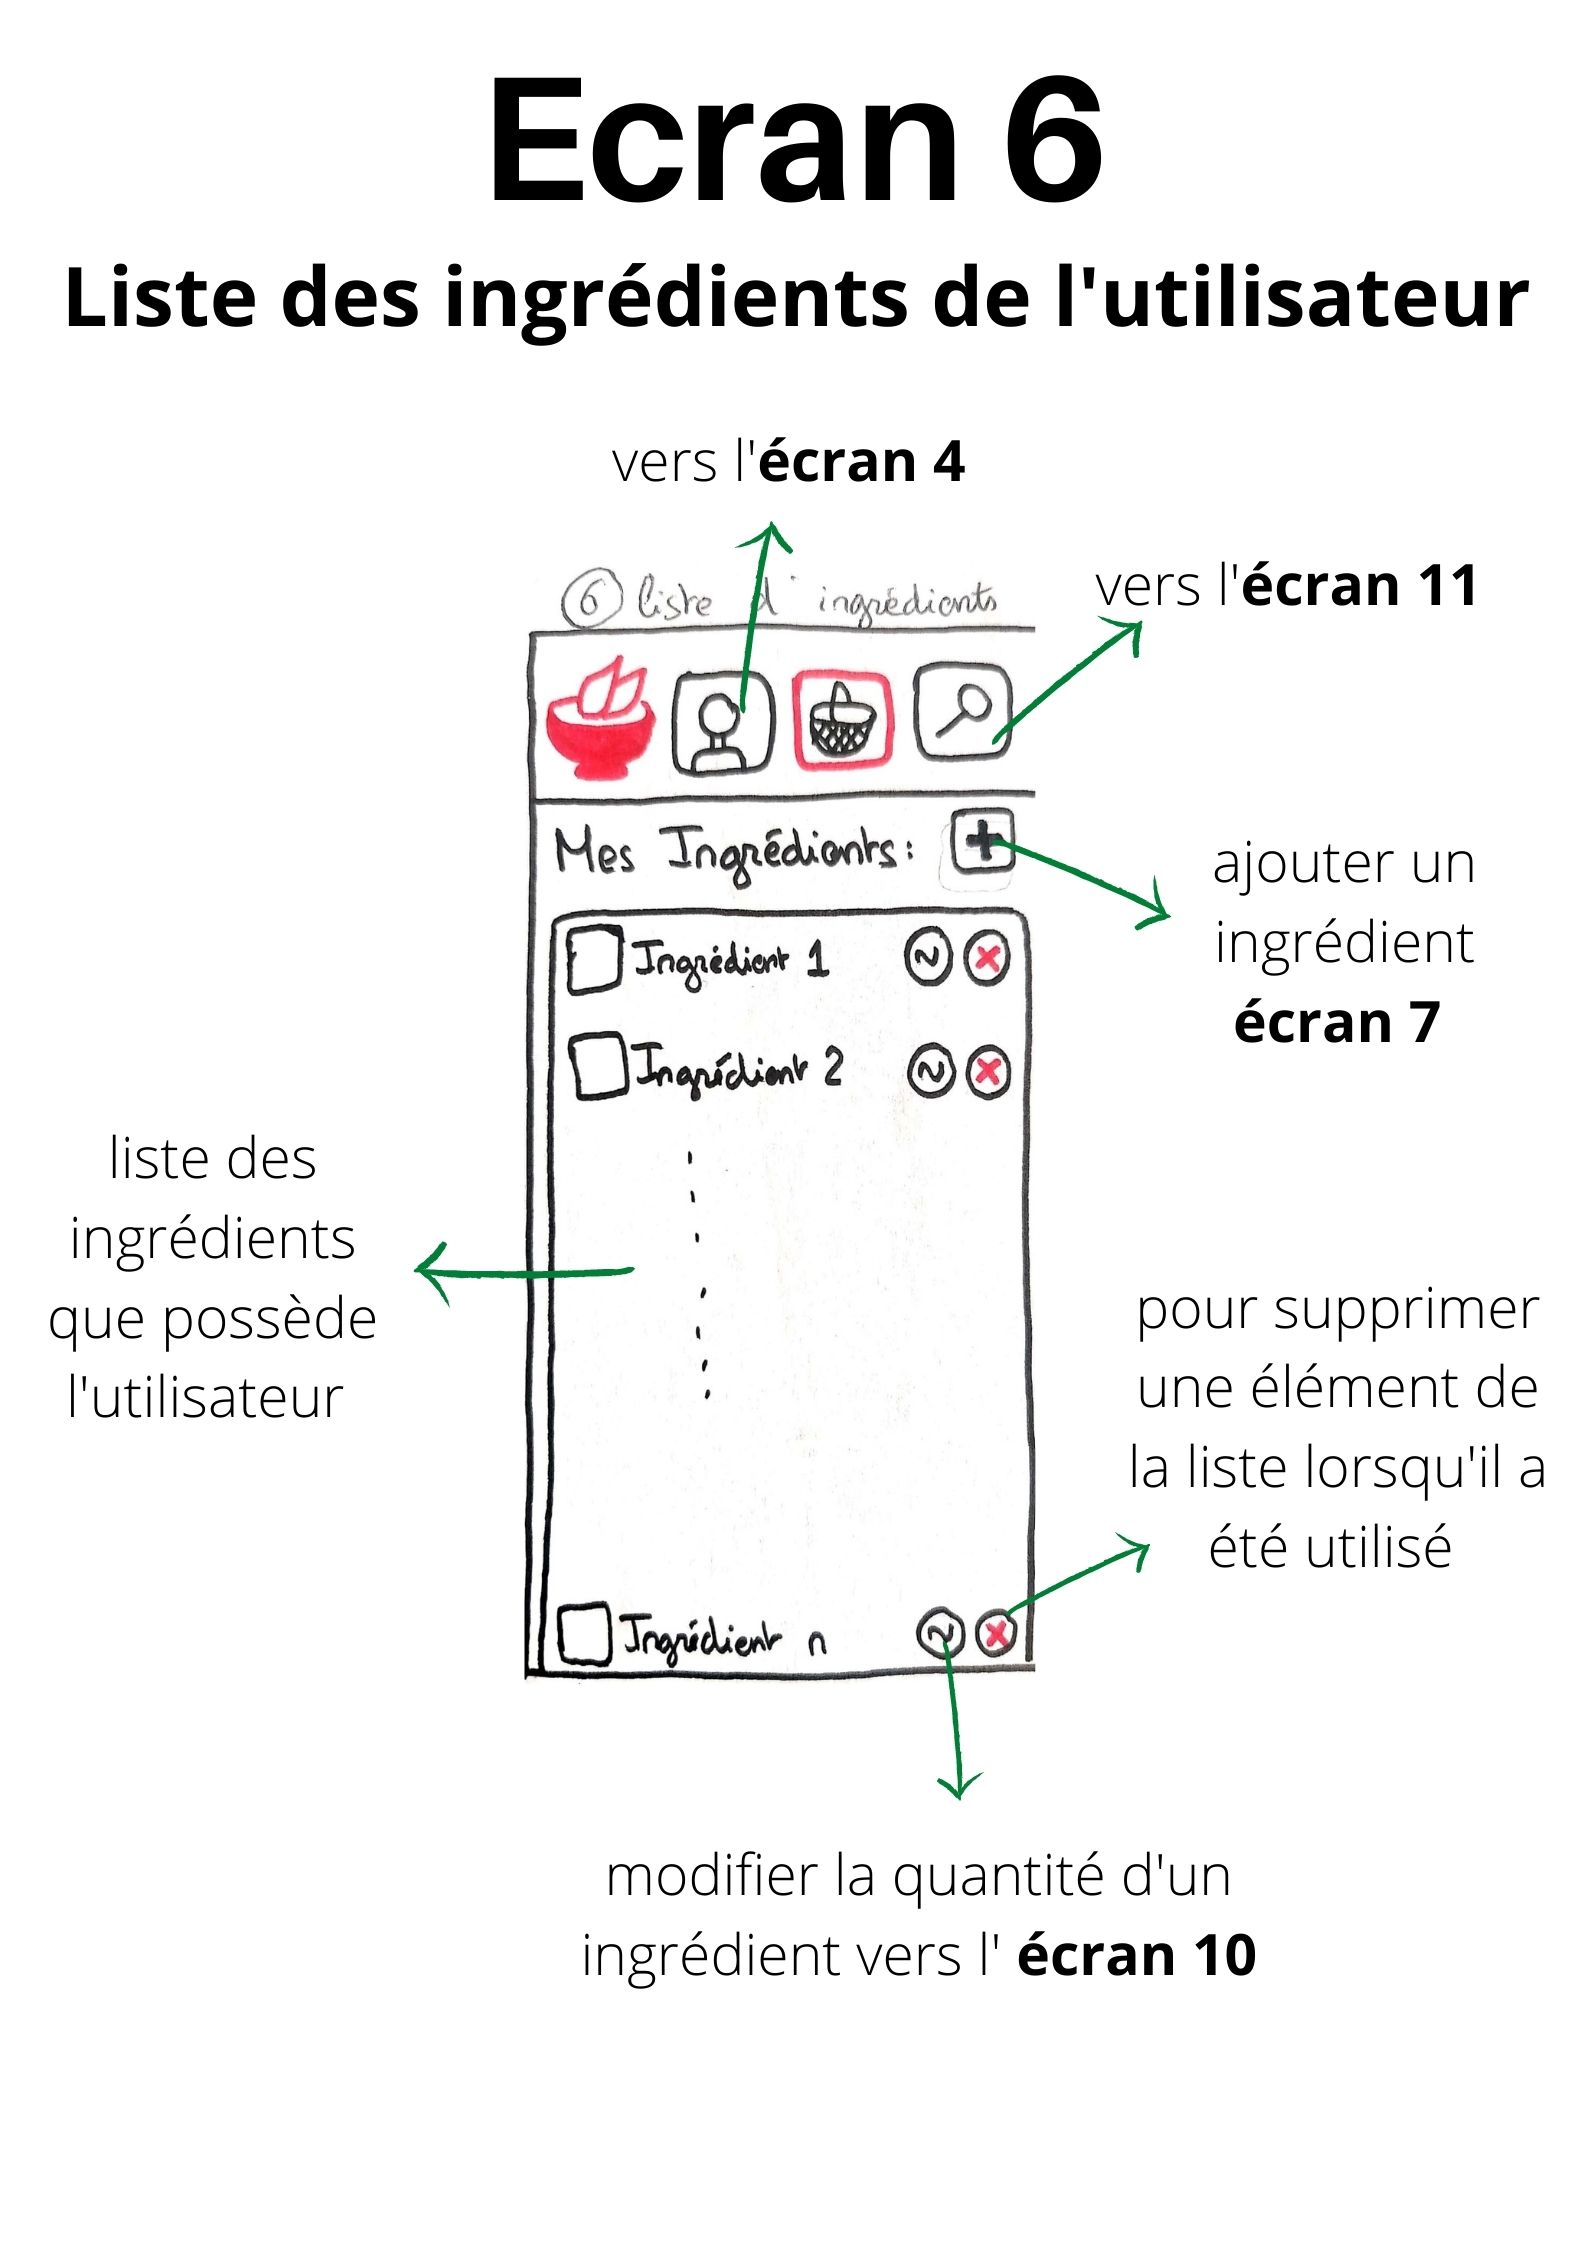 Ecran 6
Liste des ingrédients de l'utilisateur
vers l'écran 4
vers l'écran 11
6 liste d'ingrédients
Mes Ingrédients :
ajouter un
ingrédient
écran 7
Ingrédient 1
Ingrédient 2
liste des
ingrédients
que possède
l'utilisateur
pour supprimer
une élément de
la liste lorsqu'il a
été utilisé
Ingrédient n
modifier la quantité d'un
ingrédient vers l' écran 10